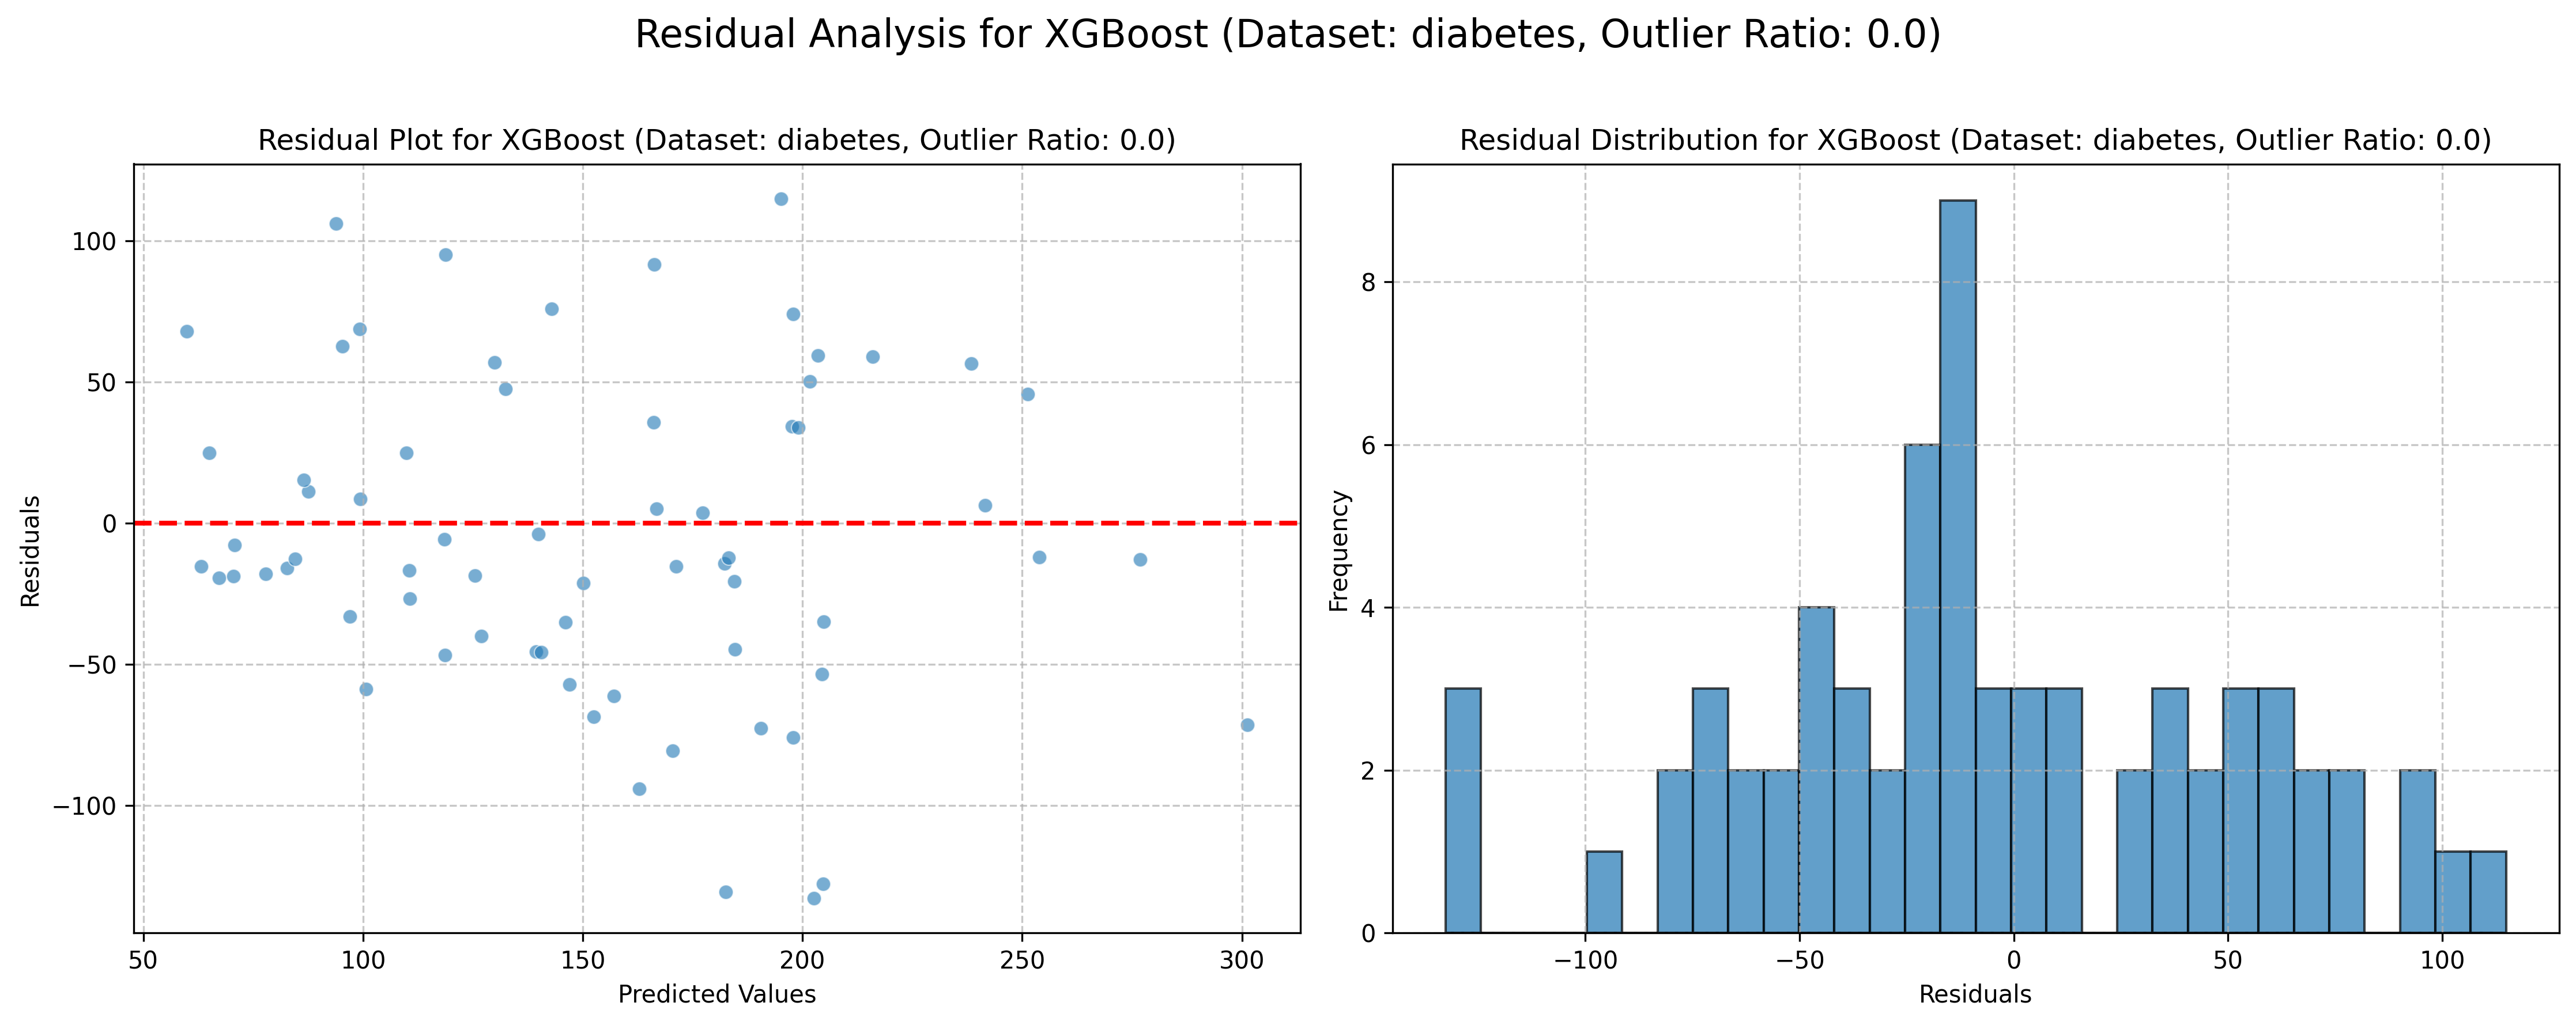 Residual Analysis for XGBoost (Dataset: diabetes, Outlier Ratio: 0.0)
Residual Plot for XGBoost (Dataset: diabetes, Outlier Ratio: 0.0)
Residuals
100
50
0
−50
−100
50 100 150 200 250 300
Predicted Values
Residual Distribution for XGBoost (Dataset: diabetes, Outlier Ratio: 0.0)
Frequency
8
6
4
2
0
−100 −50 0 50 100
Residuals